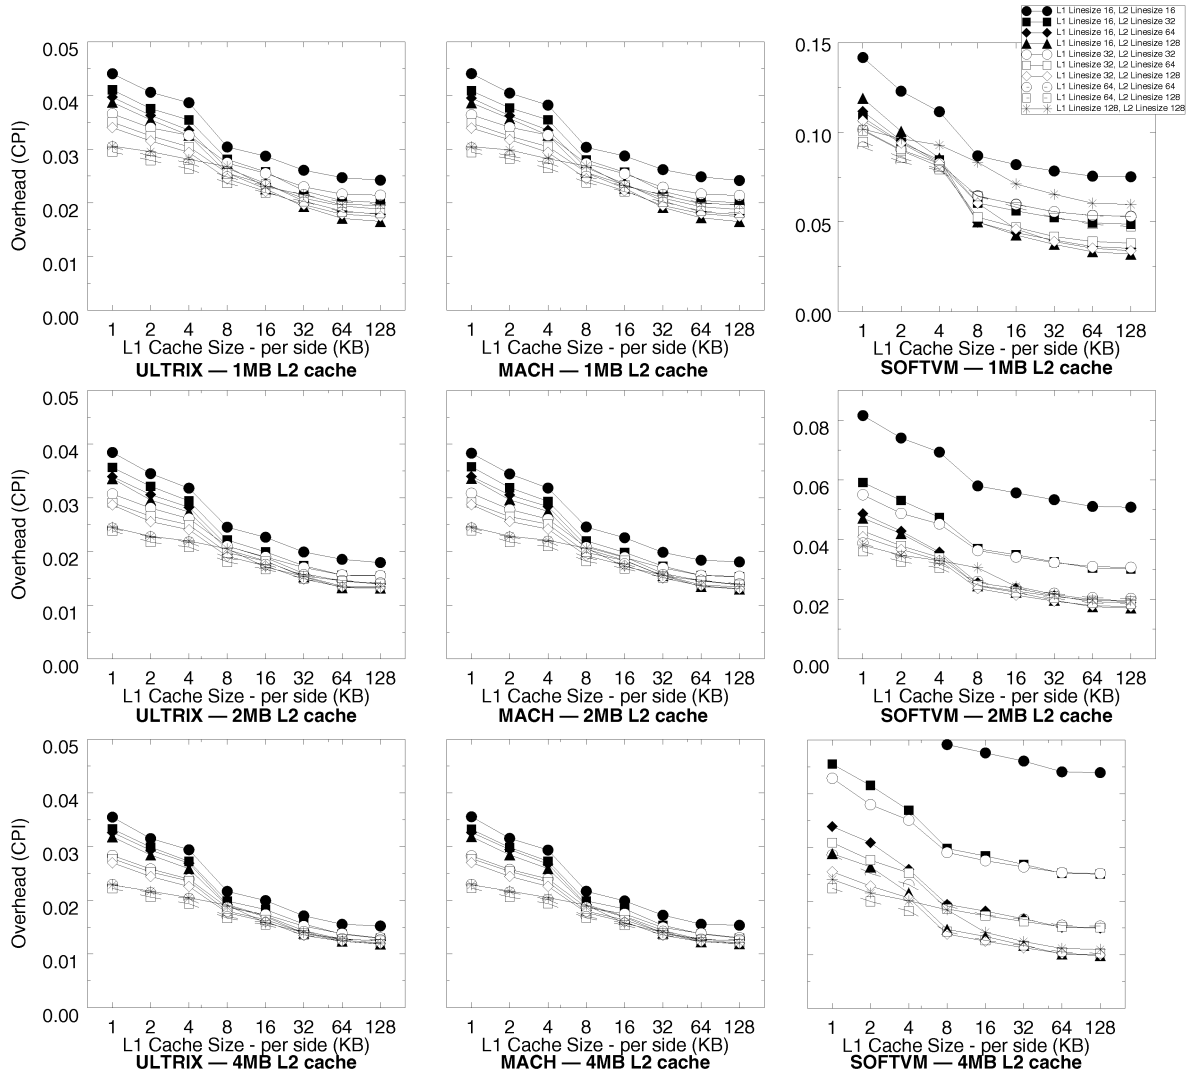 L1 Linesize 16, L2 Linesize 16
L1 Linesize 16, L2 Linesize 32
L1 Linesize 16, L2 Linesize 64
L1 Linesize 16, L2 Linesize 128
L1 Linesize 32, L2 Linesize 32
L1 Linesize 32, L2 Linesize 64
L1 Linesize 32, L2 Linesize 128
L1 Linesize 64, L2 Linesize 64
L1 Linesize 64, L2 Linesize 128
L1 Linesize 128, L2 Linesize 128
Overhead (CPI)
0.05
0.04
0.03
0.02
0.01
0.00
1 2 4 8 16 32 64 128
L1 Cache Size - per side (KB)
ULTRIX — 1MB L2 cache
1 2 4 8 16 32 64 128
L1 Cache Size - per side (KB)
MACH — 1MB L2 cache
0.15
0.10
0.05
0.00
1 2 4 8 16 32 64 128
L1 Cache Size - per side (KB)
SOFTVM — 1MB L2 cache
Overhead (CPI)
0.05
0.04
0.03
0.02
0.01
0.00
1 2 4 8 16 32 64 128
L1 Cache Size - per side (KB)
ULTRIX — 2MB L2 cache
1 2 4 8 16 32 64 128
L1 Cache Size - per side (KB)
MACH — 2MB L2 cache
0.08
0.06
0.04
0.02
0.00
1 2 4 8 16 32 64 128
L1 Cache Size - per side (KB)
SOFTVM — 2MB L2 cache
Overhead (CPI)
0.05
0.04
0.03
0.02
0.01
0.00
1 2 4 8 16 32 64 128
L1 Cache Size - per side (KB)
ULTRIX — 4MB L2 cache
1 2 4 8 16 32 64 128
L1 Cache Size - per side (KB)
MACH — 4MB L2 cache
1 2 4 8 16 32 64 128
L1 Cache Size - per side (KB)
SOFTVM — 4MB L2 cache